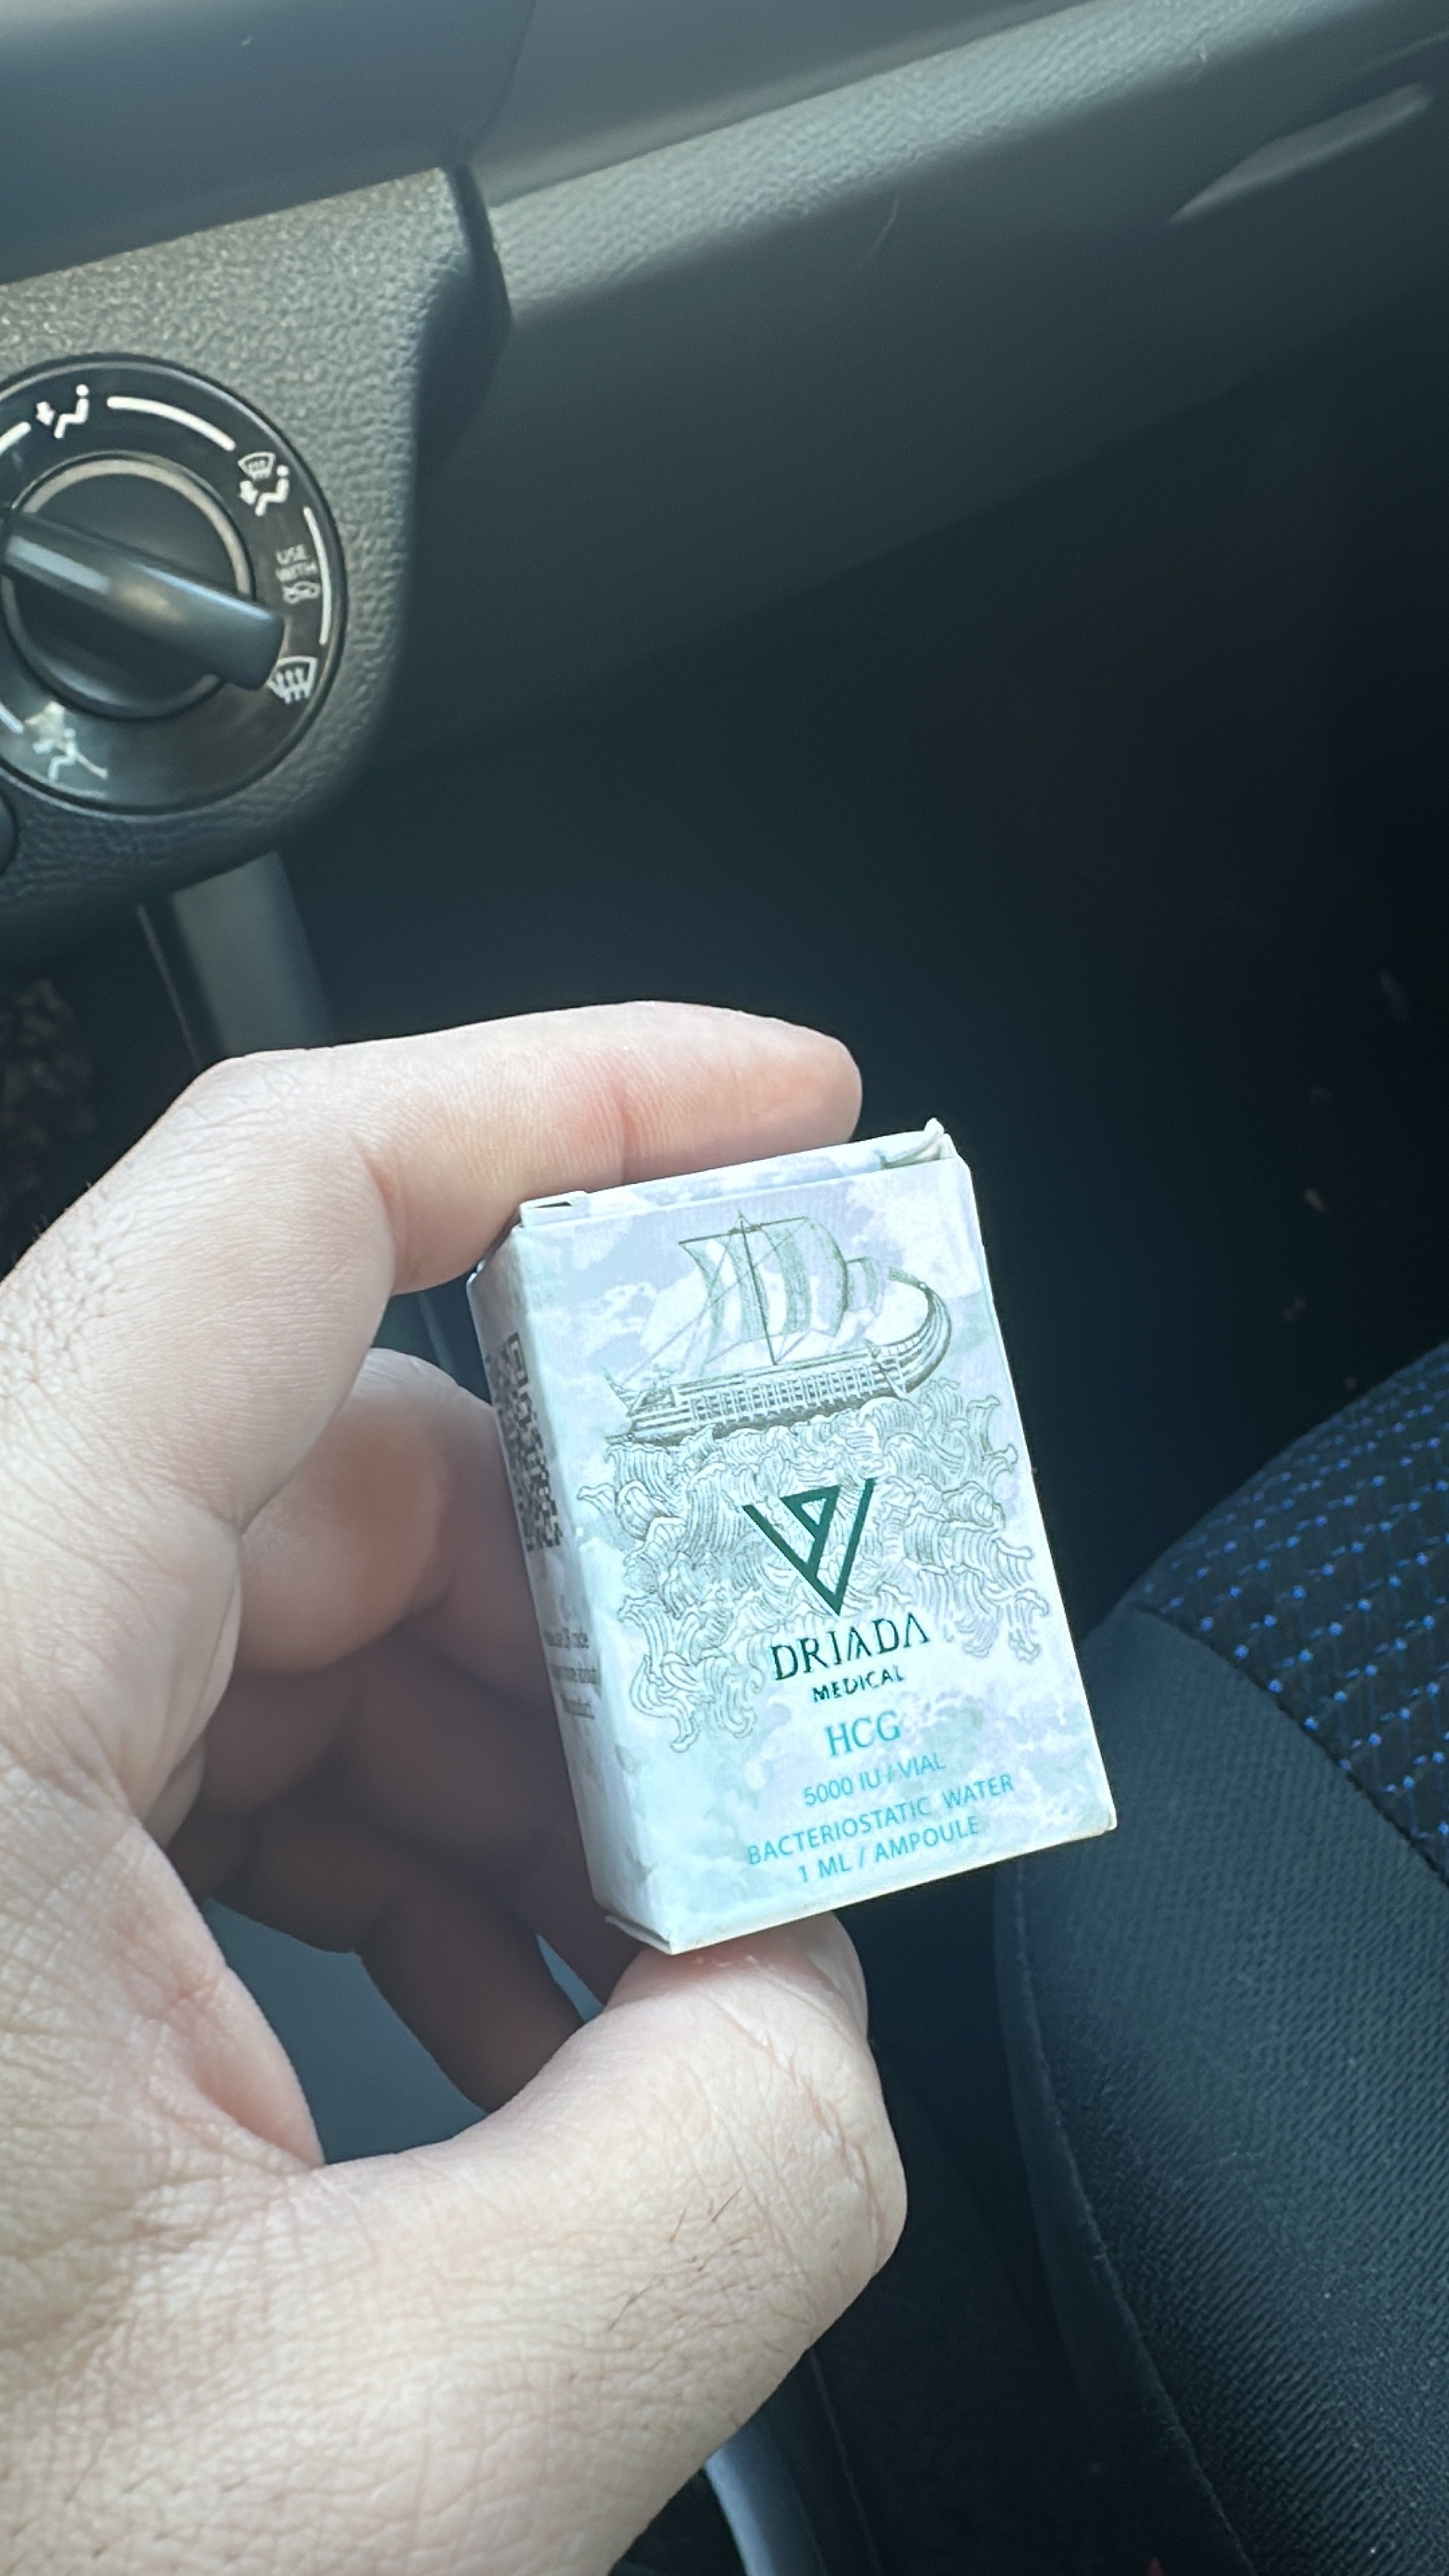 USE
WITH
DRIADA
MEDICAL
HCG
5000 IU / VIAL
BACTERIOSTATIC WATER
1 ML / AMPOULE